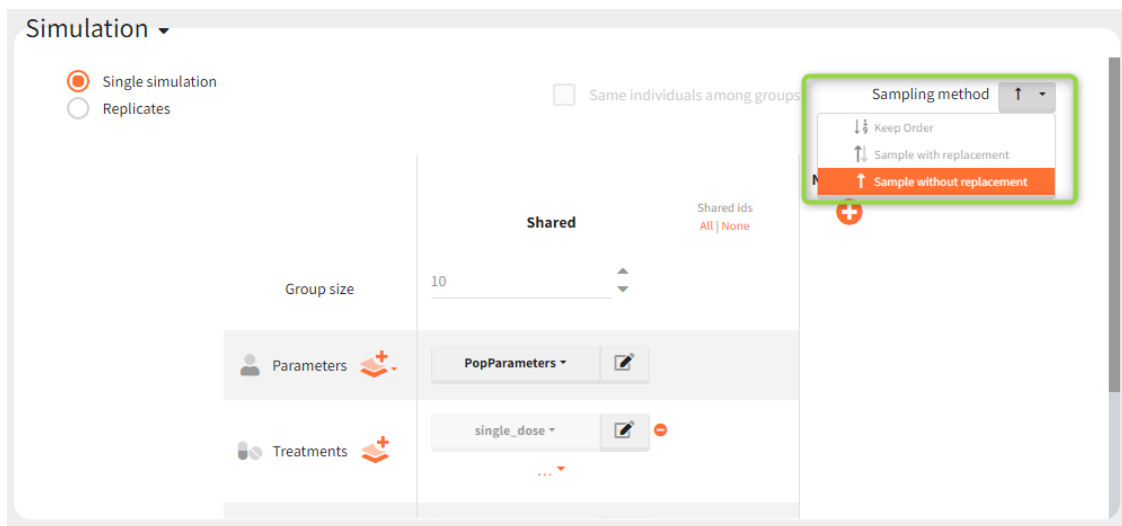 Simulation
Single simulation
Replicates
Same individuals among groups
Sampling method
Keep Order
Sample with replacement
Sample without replacement
N
Shared
Shared ids
All | None
Group size
10
Parameters
PopParameters
Treatments
single_dose
...